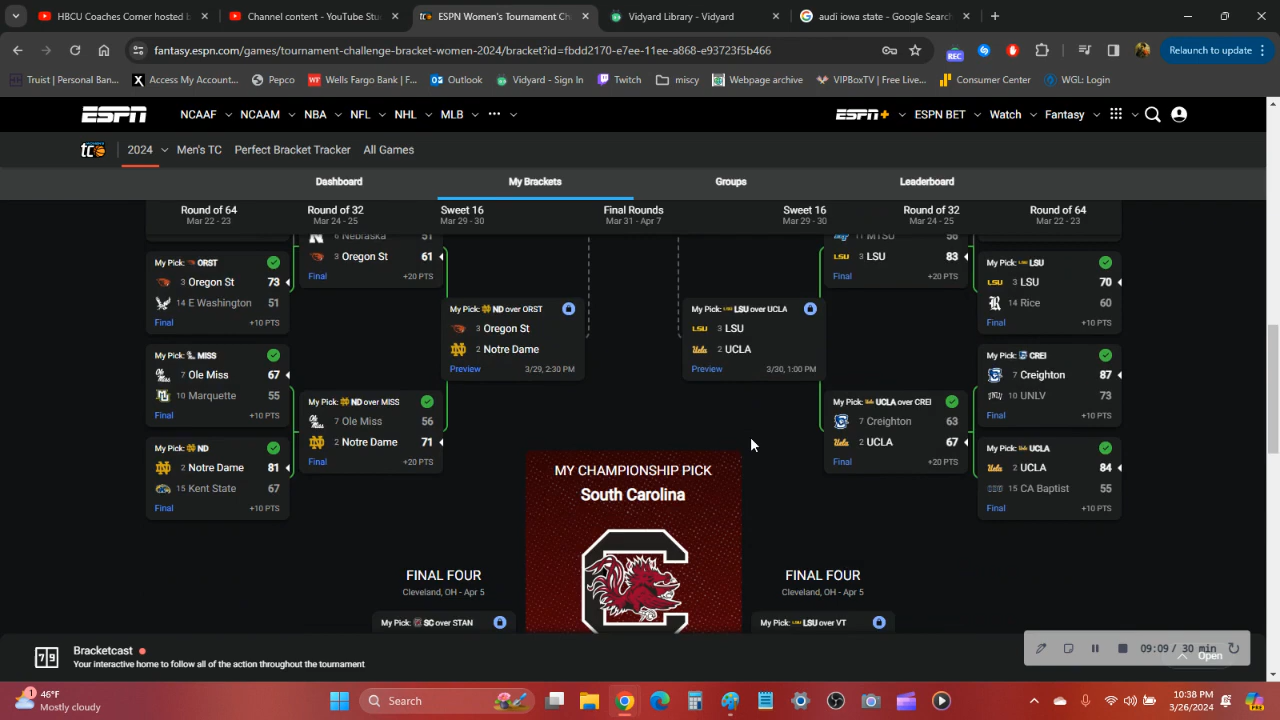 HBCU Coaches Corner hosted b
Channel content - YouTube Stu
ESPN Women's Tournament Ch
Vidyard Library - Vidyard
audi iowa state - Google Search
fantasy.espn.com/games/tournament-challenge-bracket-women-2024/bracket?id=fbdd2170-e7ee-11ee-a868-e93723f5b466
REC
Relaunch to update
Truist | Personal Ban...
Access My Account...
Pepco
Wells Fargo Bank | F...
Outlook
Vidyard - Sign In
Twitch
miscy
Webpage archive
VIPBoxTV | Free Live...
Consumer Center
WGL: Login
ESPN
NCAAF
NCAAM
NBA
NFL
NHL
MLB
•••
ESPN+
ESPN BET
Watch
Fantasy
2024
Men's TC
Perfect Bracket Tracker
All Games
Dashboard
My Brackets
Groups
Leaderboard
Round of 64
Mar 22 - 23
Round of 32
Mar 24 - 25
Sweet 16
Mar 29 - 30
Final Rounds
Mar 31 - Apr 7
Sweet 16
Mar 29 - 30
Round of 32
Mar 24 - 25
Round of 64
Mar 22 - 23
6 Nebraska 51
3 Oregon St 61
Final +20 PTS
11 MTSU 56
LSU 3 LSU 83
Final +20 PTS
My Pick: ORST
3 Oregon St 73
14 E Washington 51
Final +10 PTS
My Pick: LSU LSU
LSU 3 LSU 70
14 Rice 60
Final +10 PTS
My Pick: ND over ORST
3 Oregon St
2 Notre Dame
Preview 3/29, 2:30 PM
My Pick: LSU LSU over UCLA
LSU 3 LSU
Ucla 2 UCLA
Preview 3/30, 1:00 PM
My Pick: MISS
7 Ole Miss 67
10 Marquette 55
Final +10 PTS
My Pick: CREI
7 Creighton 87
10 UNLV 73
Final +10 PTS
My Pick: ND over MISS
7 Ole Miss 56
2 Notre Dame 71
Final +20 PTS
My Pick: UCLA over CREI
7 Creighton 63
Ucla 2 UCLA 67
Final +20 PTS
My Pick: ND
2 Notre Dame 81
15 Kent State 67
Final +10 PTS
My Pick: UCLA
Ucla 2 UCLA 84
15 CA Baptist 55
Final +10 PTS
MY CHAMPIONSHIP PICK
South Carolina
FINAL FOUR
Cleveland, OH - Apr 5
My Pick: SC over STAN
FINAL FOUR
Cleveland, OH - Apr 5
My Pick: LSU LSU over VT
79
Bracketcast
Your interactive home to follow all of the action throughout the tournament
09:09 / 30 min
Open
1
46°F
Mostly cloudy
Search
10:38 PM
3/26/2024